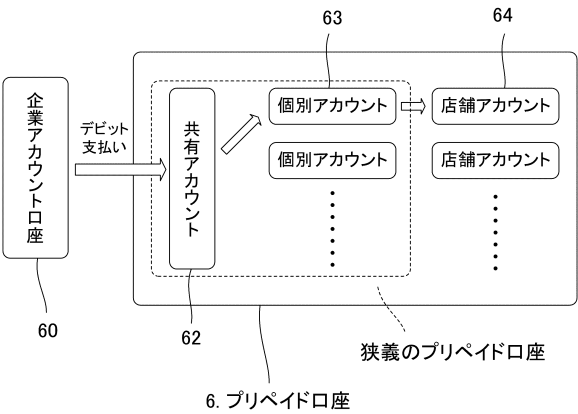 63
64
企業アカウント口座
デビット
支払い
共有アカウント
個別アカウント
店舗アカウント
個別アカウント
店舗アカウント
60
62
狭義のプリペイド口座
6. プリペイド口座